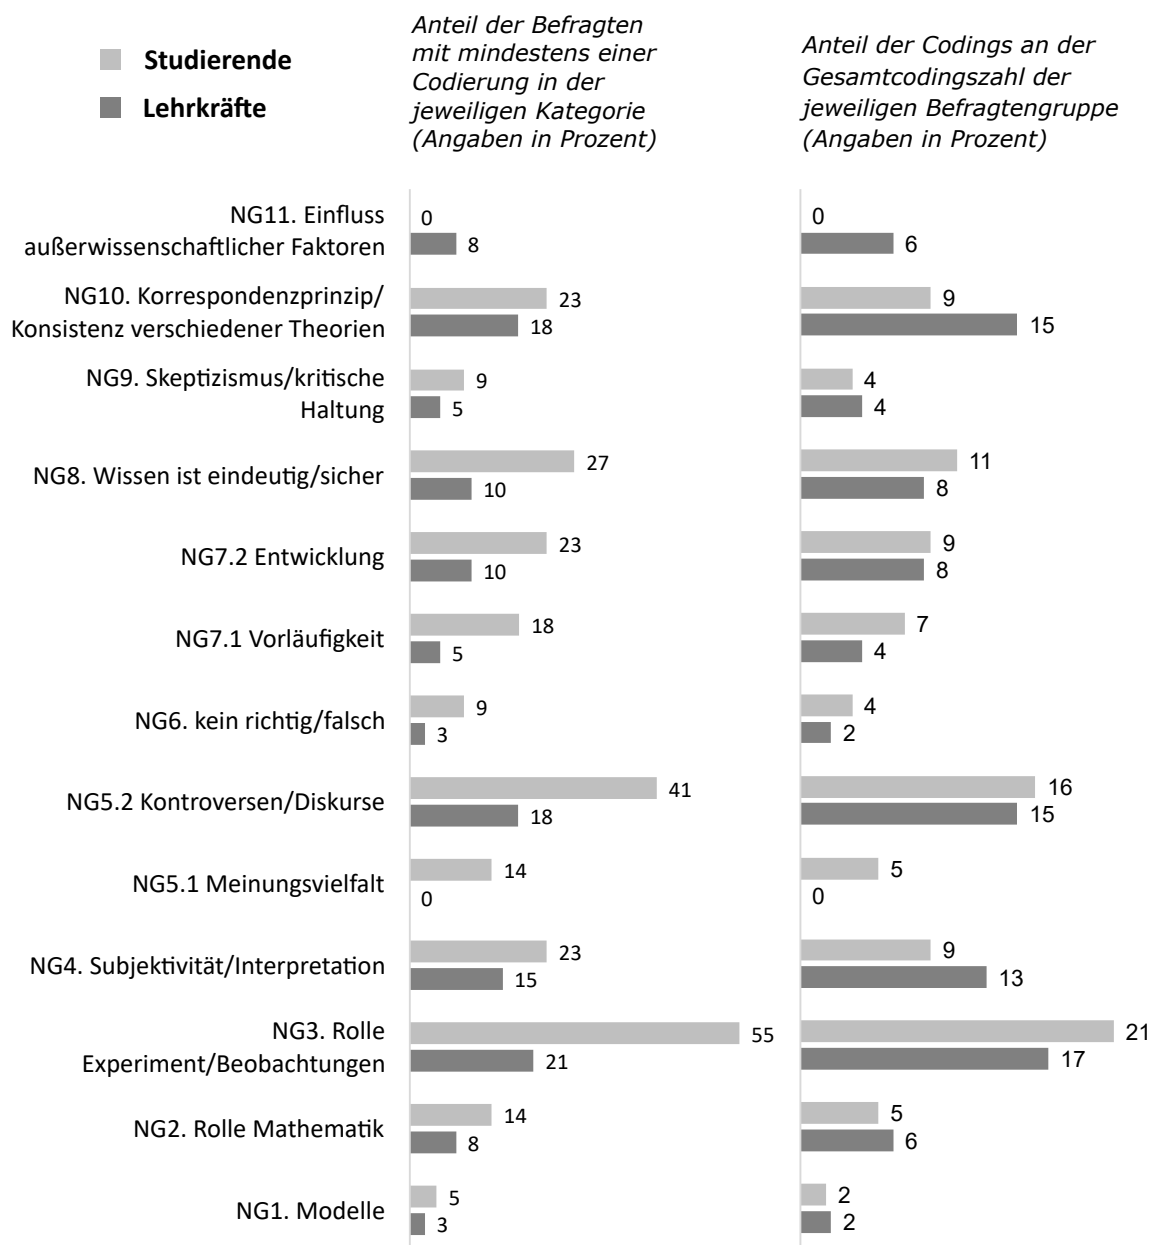 Studierende
Lehrkräfte
Anteil der Befragten
mit mindestens einer
Codierung in der
jeweiligen Kategorie
(Angaben in Prozent)
Anteil der Codings an der
Gesamtcodingszahl der
jeweiligen Befragtengruppe
(Angaben in Prozent)
NG11. Einfluss
außerwissenschaftlicher Faktoren
0
8
0
6
NG10. Korrespondenzprinzip/
Konsistenz verschiedener Theorien
23
18
9
15
NG9. Skeptizismus/kritische
Haltung
9
5
4
4
NG8. Wissen ist eindeutig/sicher
27
10
11
8
NG7.2 Entwicklung
23
10
9
8
NG7.1 Vorläufigkeit
18
5
7
4
NG6. kein richtig/falsch
9
3
4
2
NG5.2 Kontroversen/Diskurse
41
18
16
15
NG5.1 Meinungsvielfalt
14
0
5
0
NG4. Subjektivität/Interpretation
23
15
9
13
NG3. Rolle
Experiment/Beobachtungen
55
21
21
17
NG2. Rolle Mathematik
14
8
5
6
NG1. Modelle
5
3
2
2